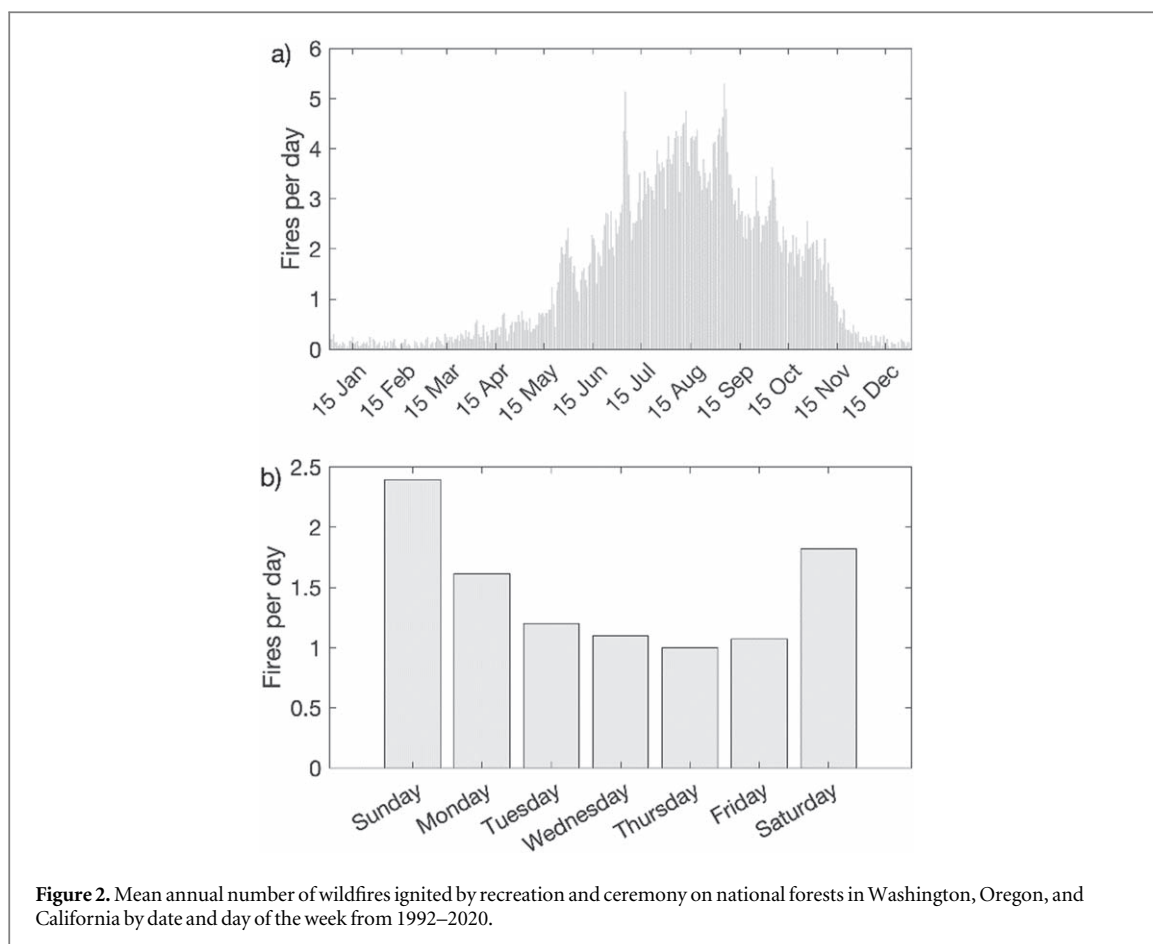 a)
6
5
4
3
2
1
0
Fires per day
15 Jan
15 Feb
15 Mar
15 Apr
15 May
15 Jun
15 Jul
15 Aug
15 Sep
15 Oct
15 Nov
15 Dec
b)
2.5
2
1.5
1
0.5
0
Fires per day
Sunday
Monday
Tuesday
Wednesday
Thursday
Friday
Saturday
Figure 2. Mean annual number of wildfires ignited by recreation and ceremony on national forests in Washington, Oregon, and
California by date and day of the week from 1992–2020.